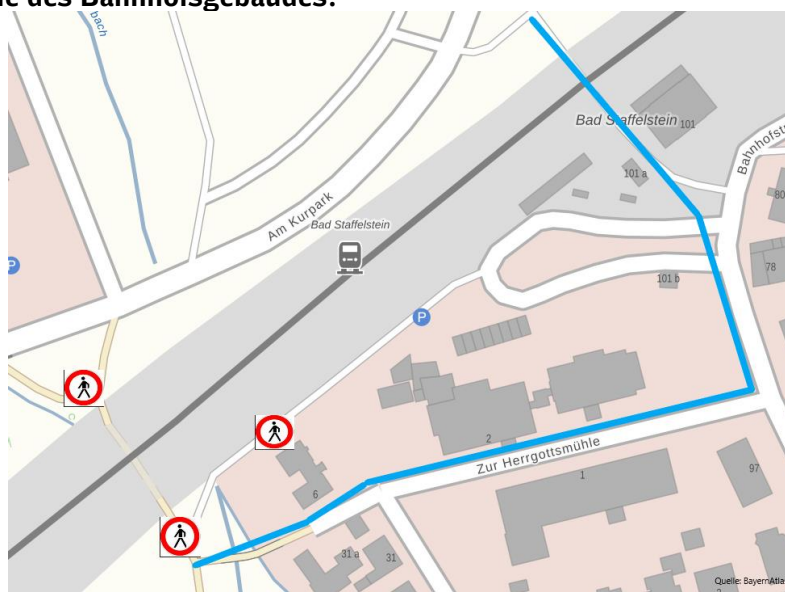 des Bahnhofsgebäudes?
bach
Bad Staffelstein
101
Bahnhofstr
101 a
80
Am Kurpark
Bad Staffelstein
P
78
101 b
P
2
Zur Herrgottsmühle
1
97
6
31 a
31
Quelle: BayernAtlas